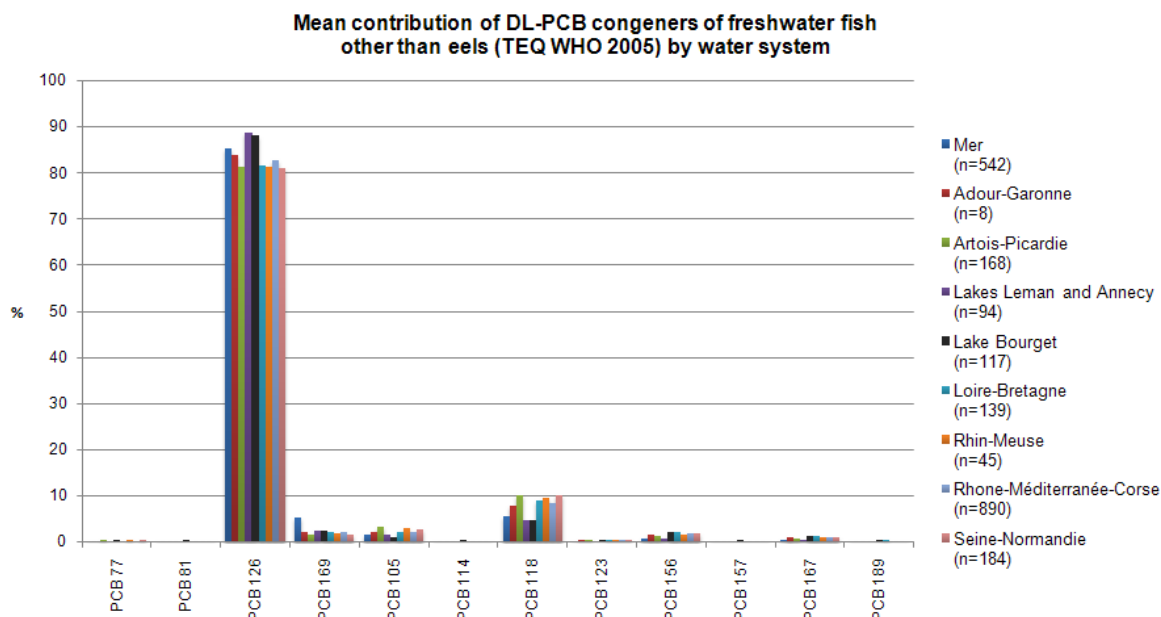 Mean contribution of DL-PCB congeners of freshwater fish
other than eels (TEQ WHO 2005) by water system
100
90
80
70
60
50
40
30
20
10
0
%
PCB77
PCB81
PCB126
PCB169
PCB105
PCB114
PCB118
PCB123
PCB156
PCB157
PCB167
PCB189
Mer
(n=542)
Adour-Garonne
(n=8)
Artois-Picardie
(n=168)
Lakes Leman and Annecy
(n=94)
Lake Bourget
(n=117)
Loire-Bretagne
(n=139)
Rhin-Meuse
(n=45)
Rhone-Méditerranée-Corse
(n=890)
Seine-Normandie
(n=184)